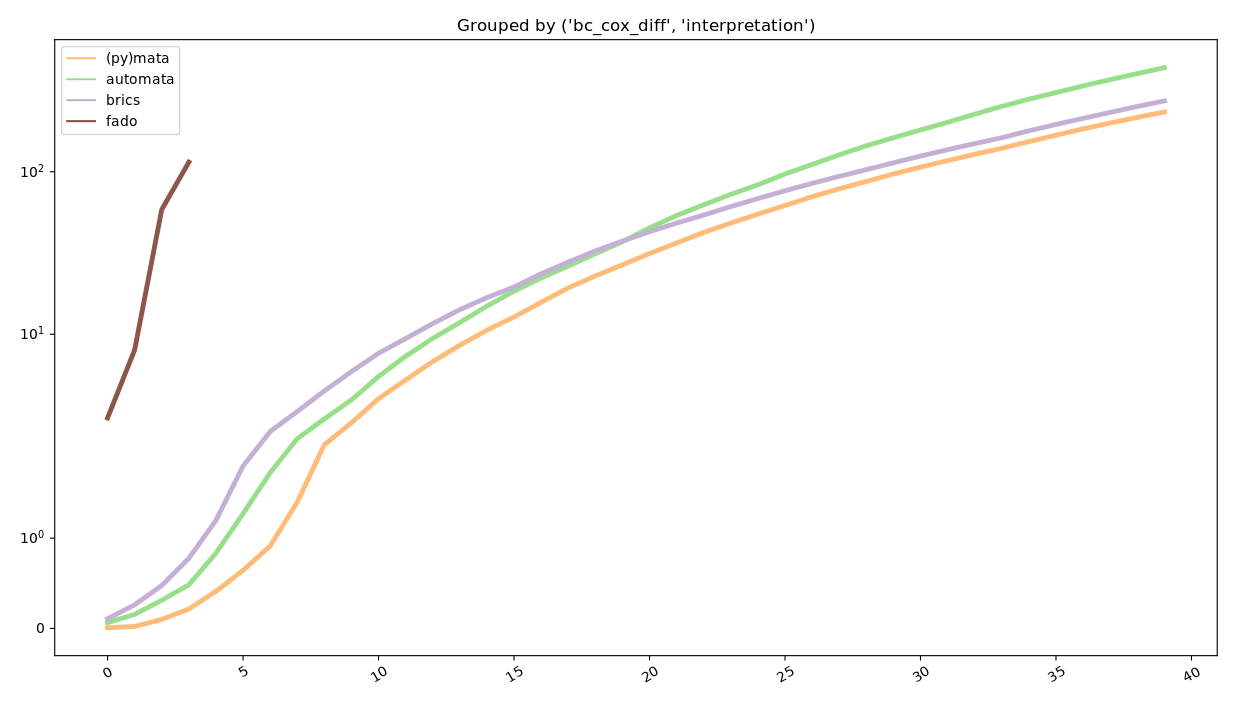 Grouped by ('bc_cox_diff', 'interpretation')
(py)mata
automata
brics
fado
10²
10¹
10⁰
0
0 5 10 15 20 25 30 35 40